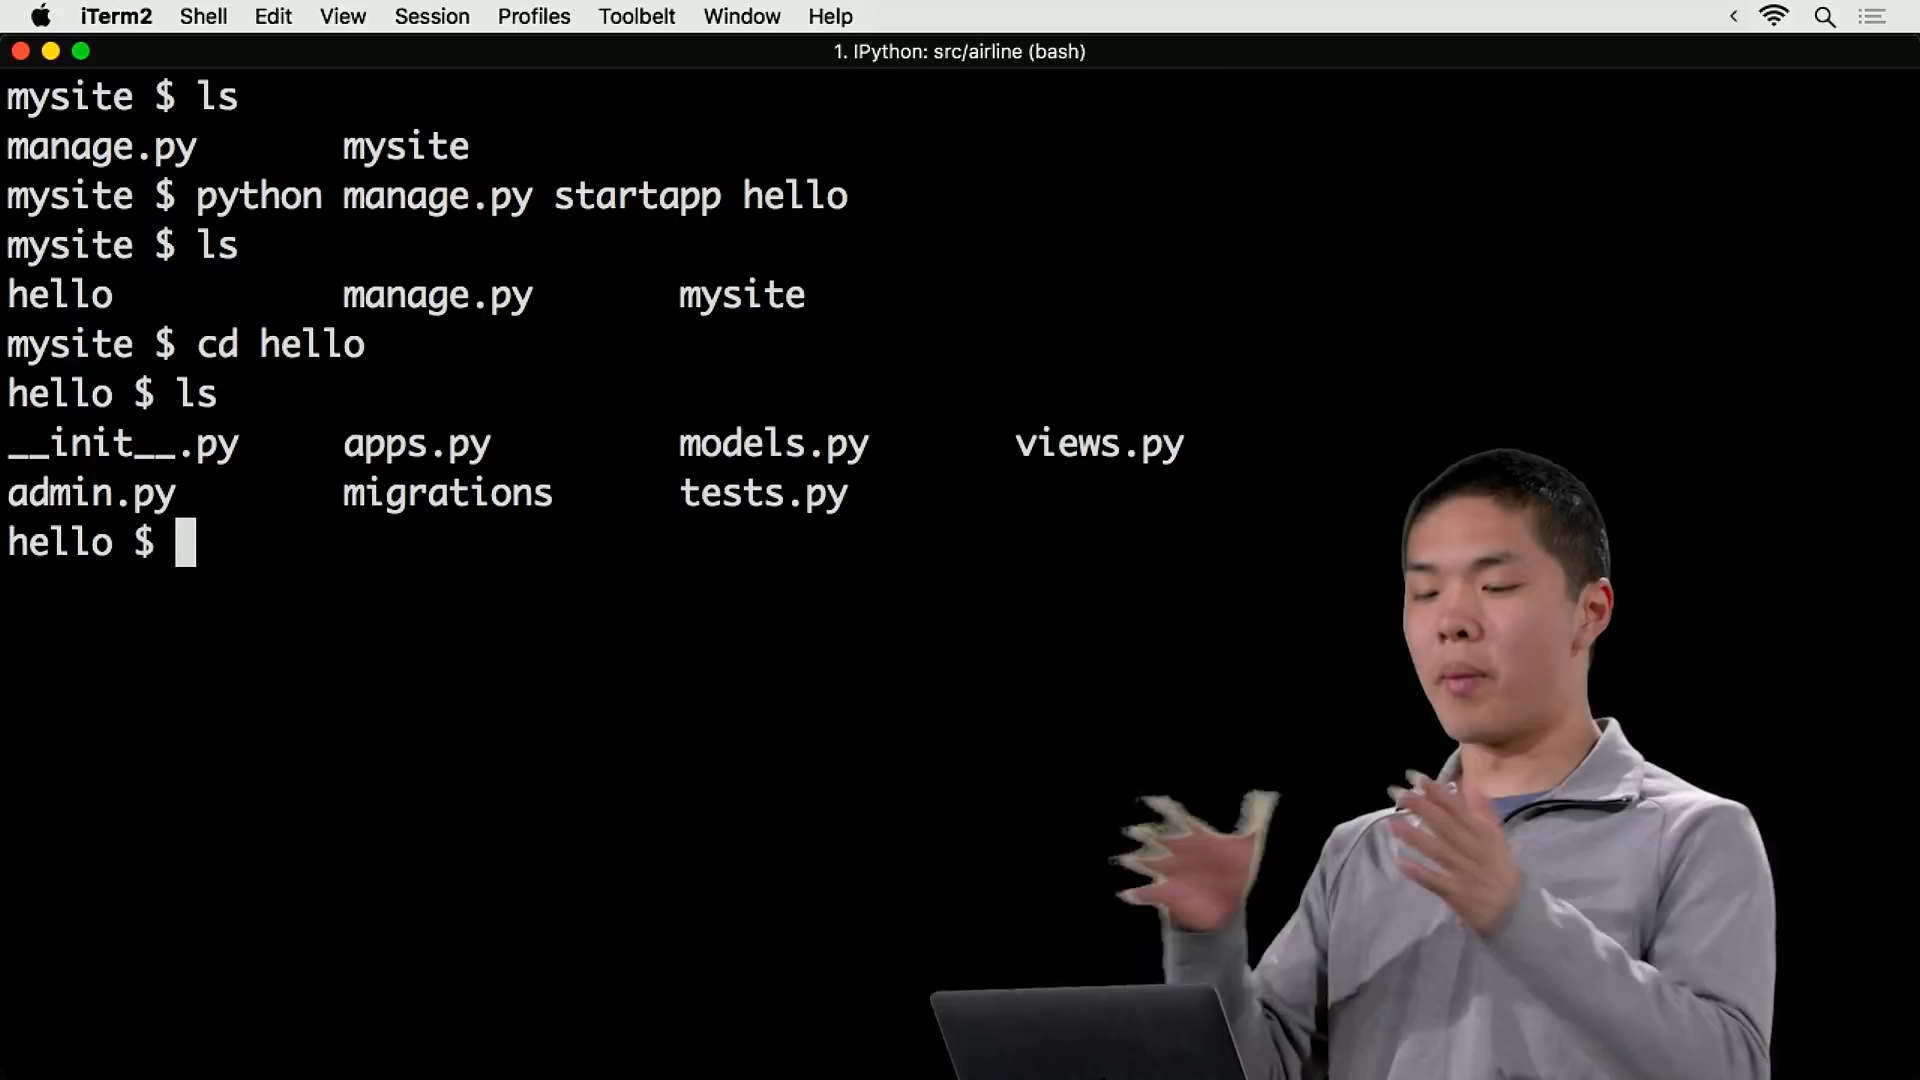 iTerm2 Shell Edit View Session Profiles Toolbelt Window Help
1. IPython: src/airline (bash)
mysite $ ls
manage.py mysite
mysite $ python manage.py startapp hello
mysite $ ls
hello manage.py mysite
mysite $ cd hello
hello $ ls
__init__.py apps.py models.py views.py
admin.py migrations tests.py
hello $